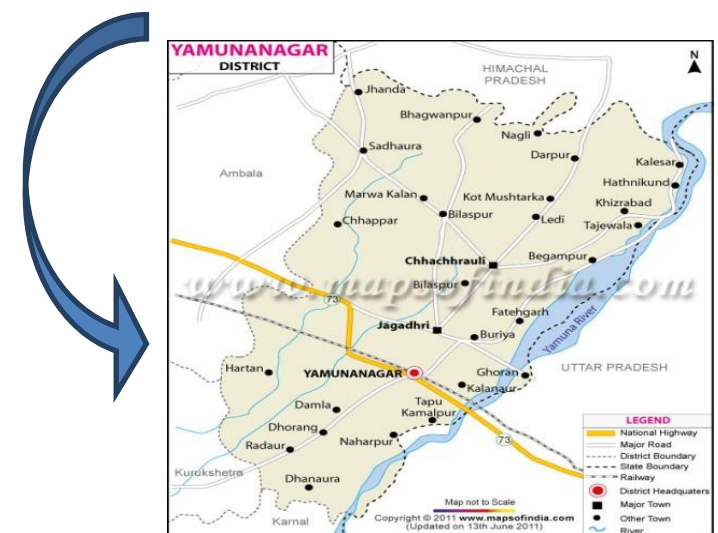 YAMUNANAGAR
DISTRICT
N
HIMACHAL
PRADESH
Jhanda
Bhagwanpur
Nagli
Sadhaura
Darpur
Kalesar
Ambala
Hathnikund
Marwa Kalan
Kot Mushtarka
Khizrabad
Chhappar
Bilaspur
Ledi
Tajewala
Chhachhrauli
Begampur
www.mapsofindia.com
Bilaspur
73
Fatehgarh
Jagadhri
Buriya
Yamuna River
Hartan
YAMUNANAGAR
Ghoran
UTTAR PRADESH
Kalanaur
Damla
Tapu
Kamalpur
Dhorang
Naharpur
73
Radaur
Kurukshetra
Dhanaura
Karnal
LEGEND
National Highway
Major Road
District Boundary
State Boundary
Railway
District Headquaters
Major Town
Other Town
River
Map not to Scale
Copyright © 2011 www.mapsofindia.com
(Updated on 13th June 2011)